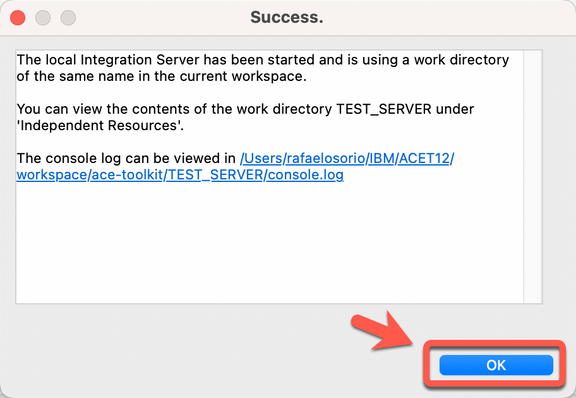 Success.
The local Integration Server has been started and is using a work directory
of the same name in the current workspace.
You can view the contents of the work directory TEST_SERVER under
'Independent Resources'.
The console log can be viewed in /Users/rafaelosorio/IBM/ACET12/
workspace/ace-toolkit/TEST_SERVER/console.log
OK